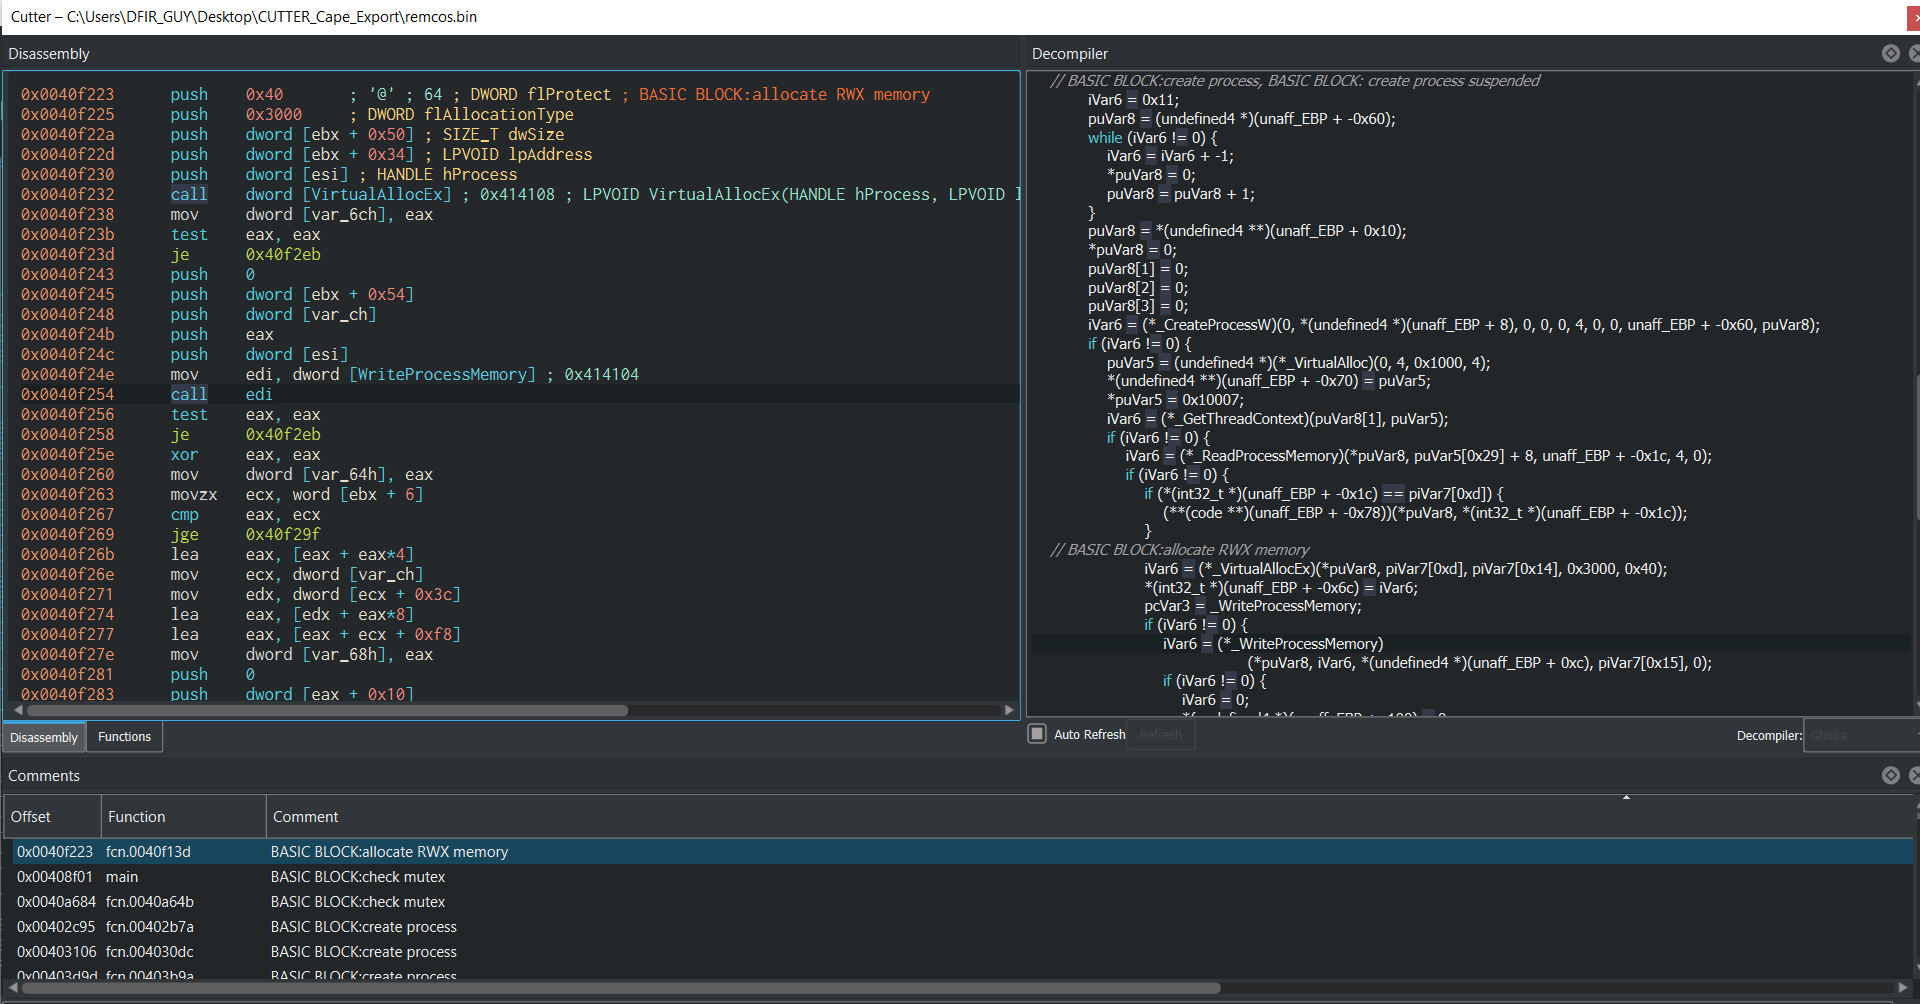 Cutter – C:\Users\DFIR_GUY\Desktop\CUTTER_Cape_Export\remcos.bin
Disassembly
0x0040f223 push 0x40 ; '@' ; 64 ; DWORD flProtect ; BASIC BLOCK:allocate RWX memory
0x0040f225 push 0x3000 ; DWORD flAllocationType
0x0040f22a push dword [ebx + 0x50] ; SIZE_T dwSize
0x0040f22d push dword [ebx + 0x34] ; LPVOID lpAddress
0x0040f230 push dword [esi] ; HANDLE hProcess
0x0040f232 call dword [VirtualAllocEx] ; 0x414108 ; LPVOID VirtualAllocEx(HANDLE hProcess, LPVOID
0x0040f238 mov dword [var_6ch], eax
0x0040f23b test eax, eax
0x0040f23d je 0x40f2eb
0x0040f243 push 0
0x0040f245 push dword [ebx + 0x54]
0x0040f248 push dword [var_ch]
0x0040f24b push eax
0x0040f24c push dword [esi]
0x0040f24e mov edi, dword [WriteProcessMemory] ; 0x414104
0x0040f254 call edi
0x0040f256 test eax, eax
0x0040f258 je 0x40f2eb
0x0040f25e xor eax, eax
0x0040f260 mov dword [var_64h], eax
0x0040f263 movzx ecx, word [ebx + 6]
0x0040f267 cmp eax, ecx
0x0040f269 jge 0x40f29f
0x0040f26b lea eax, [eax + eax*4]
0x0040f26e mov ecx, dword [var_ch]
0x0040f271 mov edx, dword [ecx + 0x3c]
0x0040f274 lea eax, [edx + eax*8]
0x0040f277 lea eax, [eax + ecx + 0xf8]
0x0040f27e mov dword [var_68h], eax
0x0040f281 push 0
0x0040f283 push dword [eax + 0x10]
Disassembly
Functions
Decompiler
// BASIC BLOCK:create process, BASIC BLOCK: create process suspended
iVar6 = 0x11;
puVar8 = (undefined4 *)(unaff_EBP + -0x60);
while (iVar6 != 0) {
iVar6 = iVar6 + -1;
*puVar8 = 0;
puVar8 = puVar8 + 1;
}
puVar8 = *(undefined4 **)(unaff_EBP + 0x10);
*puVar8 = 0;
puVar8[1] = 0;
puVar8[2] = 0;
puVar8[3] = 0;
iVar6 = (*_CreateProcessW)(0, *(undefined4 *)(unaff_EBP + 8), 0, 0, 0, 4, 0, 0, unaff_EBP + -0x60, puVar8);
if (iVar6 != 0) {
puVar5 = (undefined4 *)(*_VirtualAlloc)(0, 4, 0x1000, 4);
*(undefined4 **)(unaff_EBP + -0x70) = puVar5;
*puVar5 = 0x10007;
iVar6 = (*_GetThreadContext)(puVar8[1], puVar5);
if (iVar6 != 0) {
iVar6 = (*_ReadProcessMemory)(*puVar8, puVar5[0x29] + 8, unaff_EBP + -0x1c, 4, 0);
if (iVar6 != 0) {
if (*(int32_t *)(unaff_EBP + -0x1c) == piVar7[0xd]) {
(**(code **)(unaff_EBP + -0x78))(*puVar8, *(int32_t *)(unaff_EBP + -0x1c));
}
// BASIC BLOCK:allocate RWX memory
iVar6 = (*_VirtualAllocEx)(*puVar8, piVar7[0xd], piVar7[0x14], 0x3000, 0x40);
*(int32_t *)(unaff_EBP + -0x6c) = iVar6;
pcVar3 = _WriteProcessMemory;
if (iVar6 != 0) {
iVar6 = (*_WriteProcessMemory)
(*puVar8, iVar6, *(undefined4 *)(unaff_EBP + 0xc), piVar7[0x15], 0);
if (iVar6 != 0) {
iVar6 = 0;
Auto Refresh
Refresh
Decompiler:
Ghidra
Comments
Offset Function Comment
0x0040f223 fcn.0040f13d BASIC BLOCK:allocate RWX memory
0x00408f01 main BASIC BLOCK:check mutex
0x0040a684 fcn.0040a64b BASIC BLOCK:check mutex
0x00402c95 fcn.00402b7a BASIC BLOCK:create process
0x00403106 fcn.004030dc BASIC BLOCK:create process
0x00403d9d fcn.00403b9a BASIC BLOCK:create process